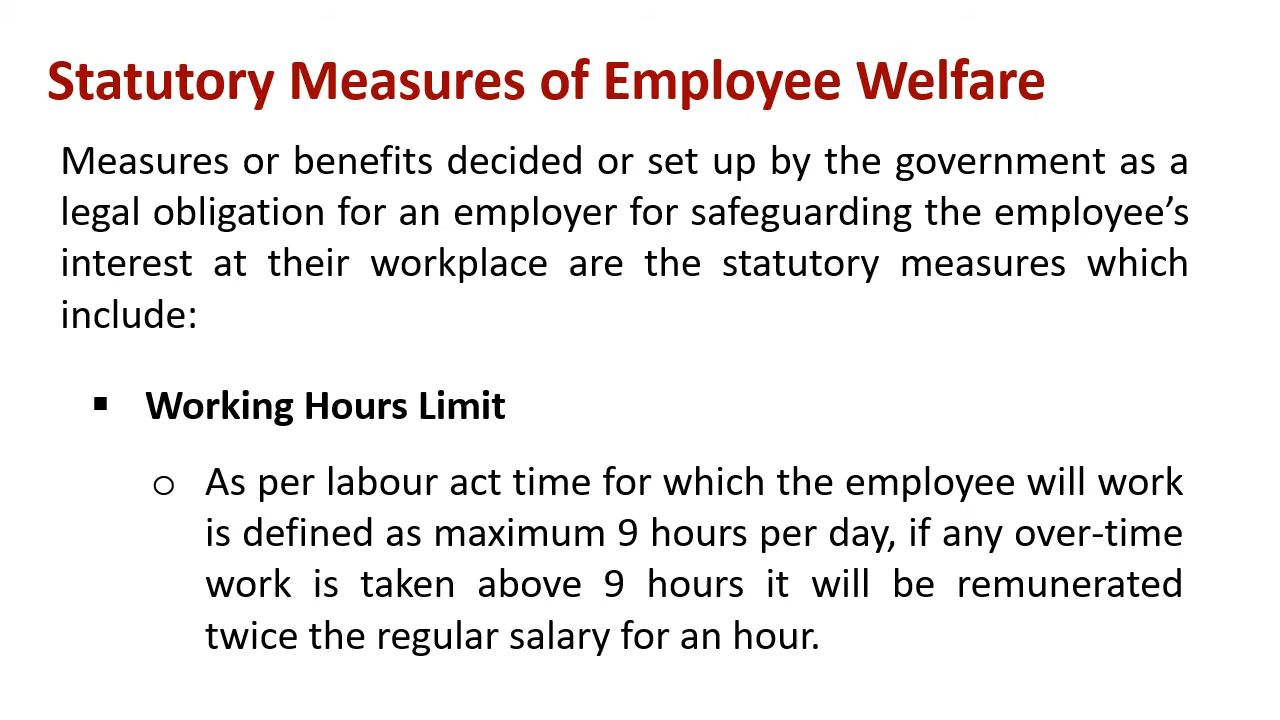 Statutory Measures of Employee Welfare
Measures or benefits decided or set up by the government as a
legal obligation for an employer for safeguarding the employee’s
interest at their workplace are the statutory measures which
include:
▪ Working Hours Limit
o As per labour act time for which the employee will work
is defined as maximum 9 hours per day, if any over-time
work is taken above 9 hours it will be remunerated
twice the regular salary for an hour.